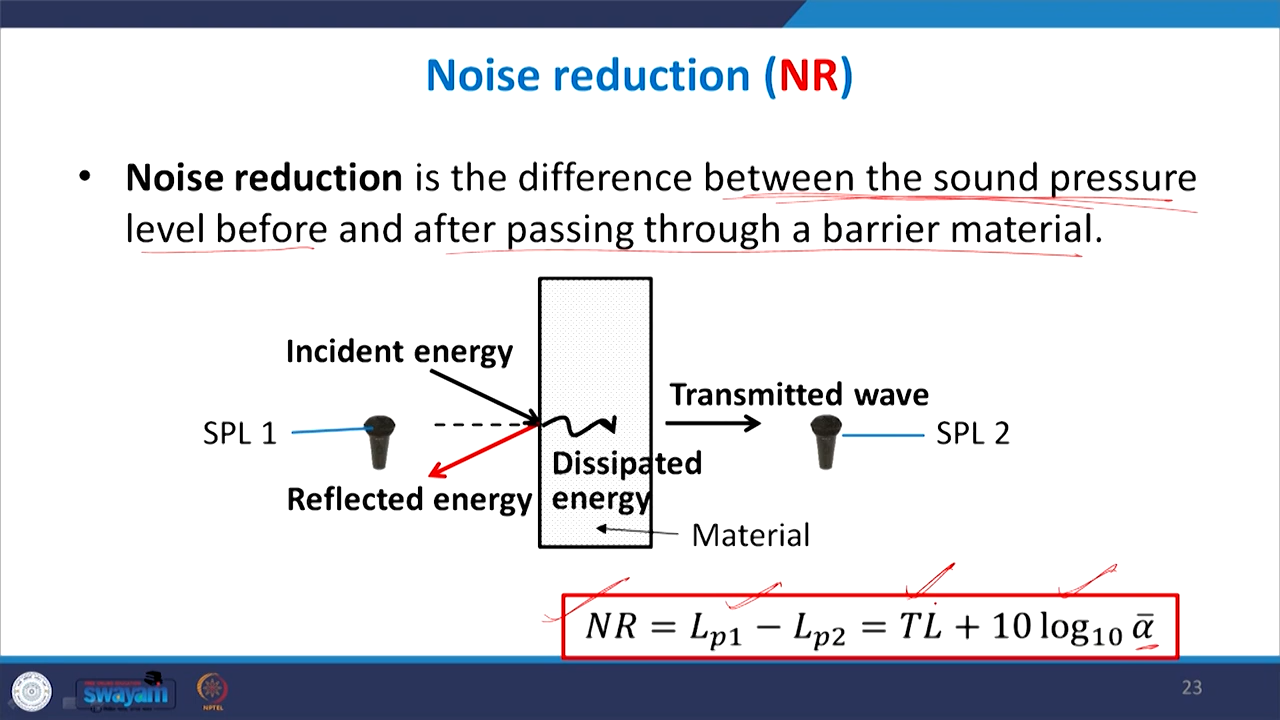 Noise reduction (NR)
• Noise reduction is the difference between the sound pressure
level before and after passing through a barrier material.
Incident energy
Transmitted wave
SPL 1
SPL 2
Dissipated
energy
Reflected energy
Material
NR = Lp1 − Lp2 = TL + 10 log10 ᾱ
swayam
NPTEL
23